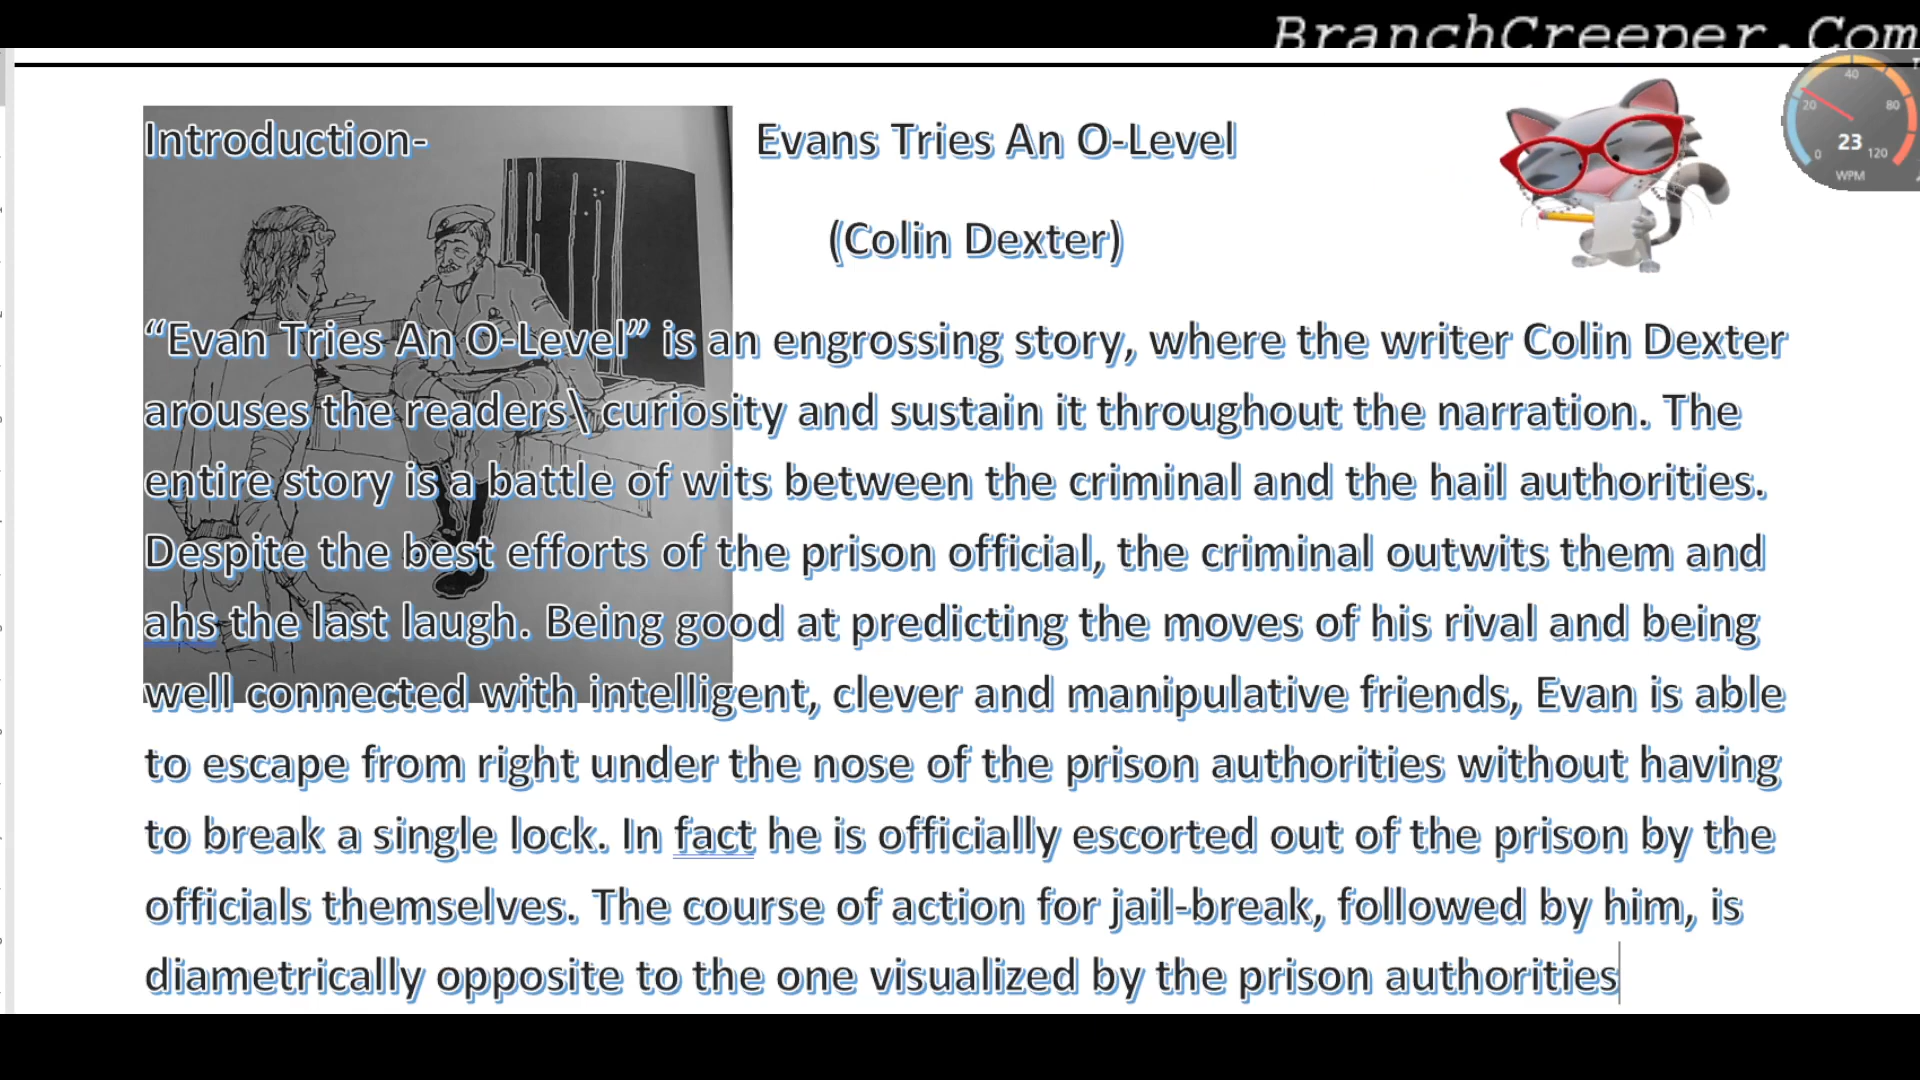 BranchCreeper.Com
Introduction- Evans Tries An O-Level
(Colin Dexter)
40
20 80
23
0 120
WPM
“Evan Tries An O-Level” is an engrossing story, where the writer Colin Dexter
arouses the readers\ curiosity and sustain it throughout the narration. The
entire story is a battle of wits between the criminal and the hail authorities.
Despite the best efforts of the prison official, the criminal outwits them and
ahs the last laugh. Being good at predicting the moves of his rival and being
well connected with intelligent, clever and manipulative friends, Evan is able
to escape from right under the nose of the prison authorities without having
to break a single lock. In fact he is officially escorted out of the prison by the
officials themselves. The course of action for jail-break, followed by him, is
diametrically opposite to the one visualized by the prison authorities